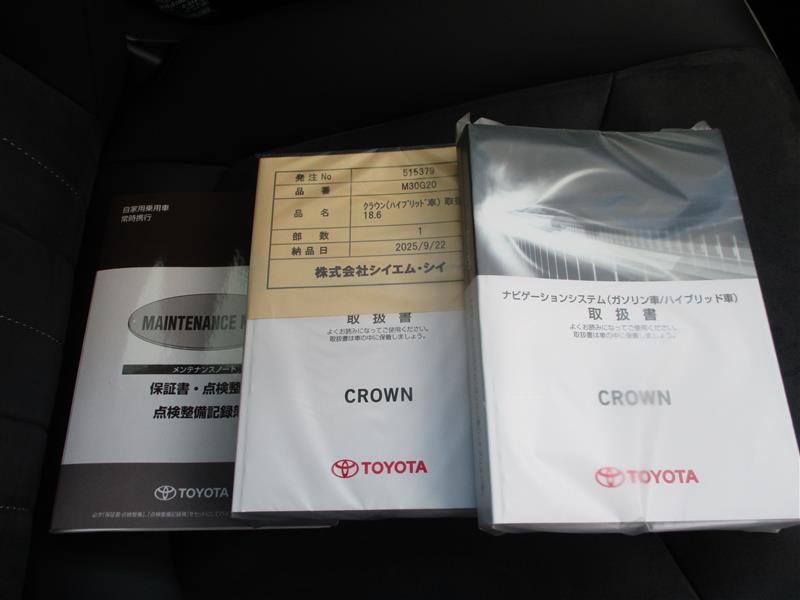 自家用乗用車
常時携行
MAINTENANCE
メンテナンスノート
保証書・点検整
点検整備記録簿
TOYOTA
発注No 515379
品番 M30G20
品名 クラウン(ハイブリッド車) 取扱
18.6
部数 1
納品日 2025/9/22
株式会社シイエム・シイ
取扱書
よくお読みになってご使用ください。
取扱書は車の中に保管しましょう。
CROWN
TOYOTA
ナビゲーションシステム(ガソリン車/ハイブリッド車)
取扱書
よくお読みになってご使用ください。
取扱書は車の中に保管しましょう。
CROWN
TOYOTA